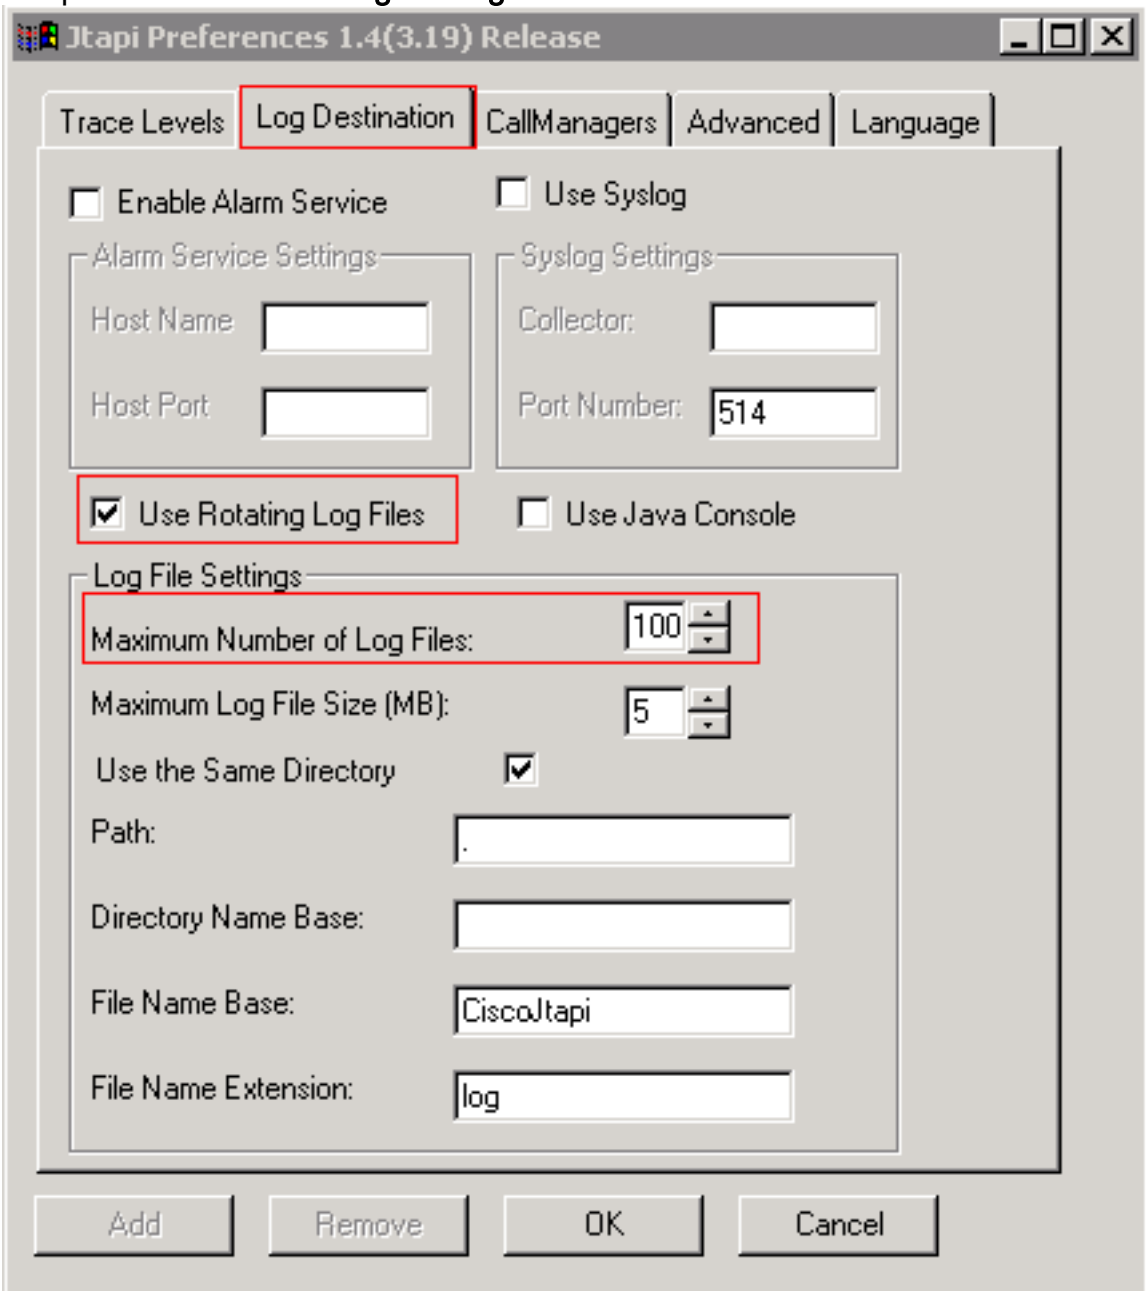 Jtapi Preferences 1.4(3.19) Release
Trace Levels Log Destination CallManagers Advanced Language
Enable Alarm Service Use Syslog
Alarm Service Settings Syslog Settings
Host Name Collector:
Host Port Port Number: 514
Use Rotating Log Files Use Java Console
Log File Settings
Maximum Number of Log Files: 100
Maximum Log File Size (MB): 5
Use the Same Directory
Path: .
Directory Name Base:
File Name Base: CiscoJtapi
File Name Extension: log
Add Remove OK Cancel